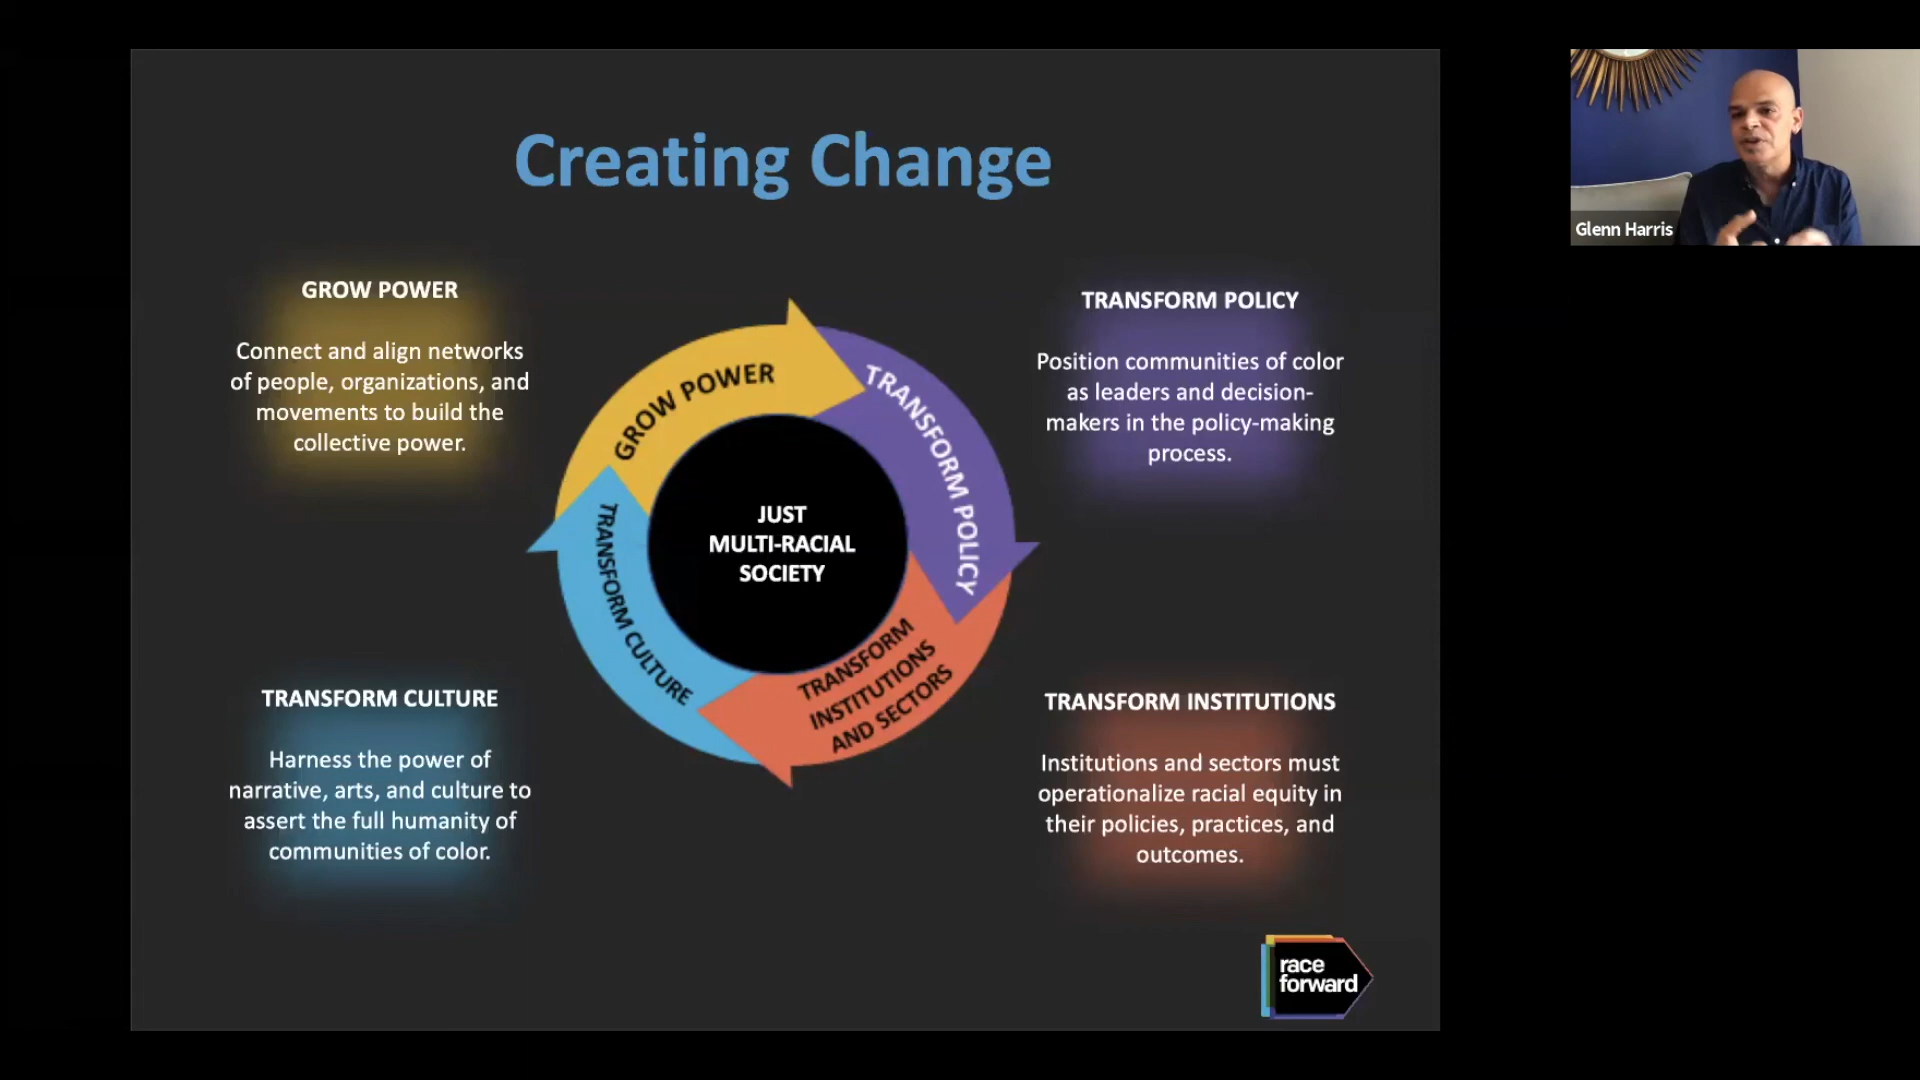 Creating Change
GROW POWER
Connect and align networks
of people, organizations, and
movements to build the
collective power.
TRANSFORM POLICY
Position communities of color
as leaders and decision-
makers in the policy-making
process.
GROW POWER
TRANSFORM POLICY
TRANSFORM
INSTITUTIONS
AND SECTORS
TRANSFORM CULTURE
JUST
MULTI-RACIAL
SOCIETY
TRANSFORM CULTURE
Harness the power of
narrative, arts, and culture to
assert the full humanity of
communities of color.
TRANSFORM INSTITUTIONS
Institutions and sectors must
operationalize racial equity in
their policies, practices, and
outcomes.
race
forward
Glenn Harris